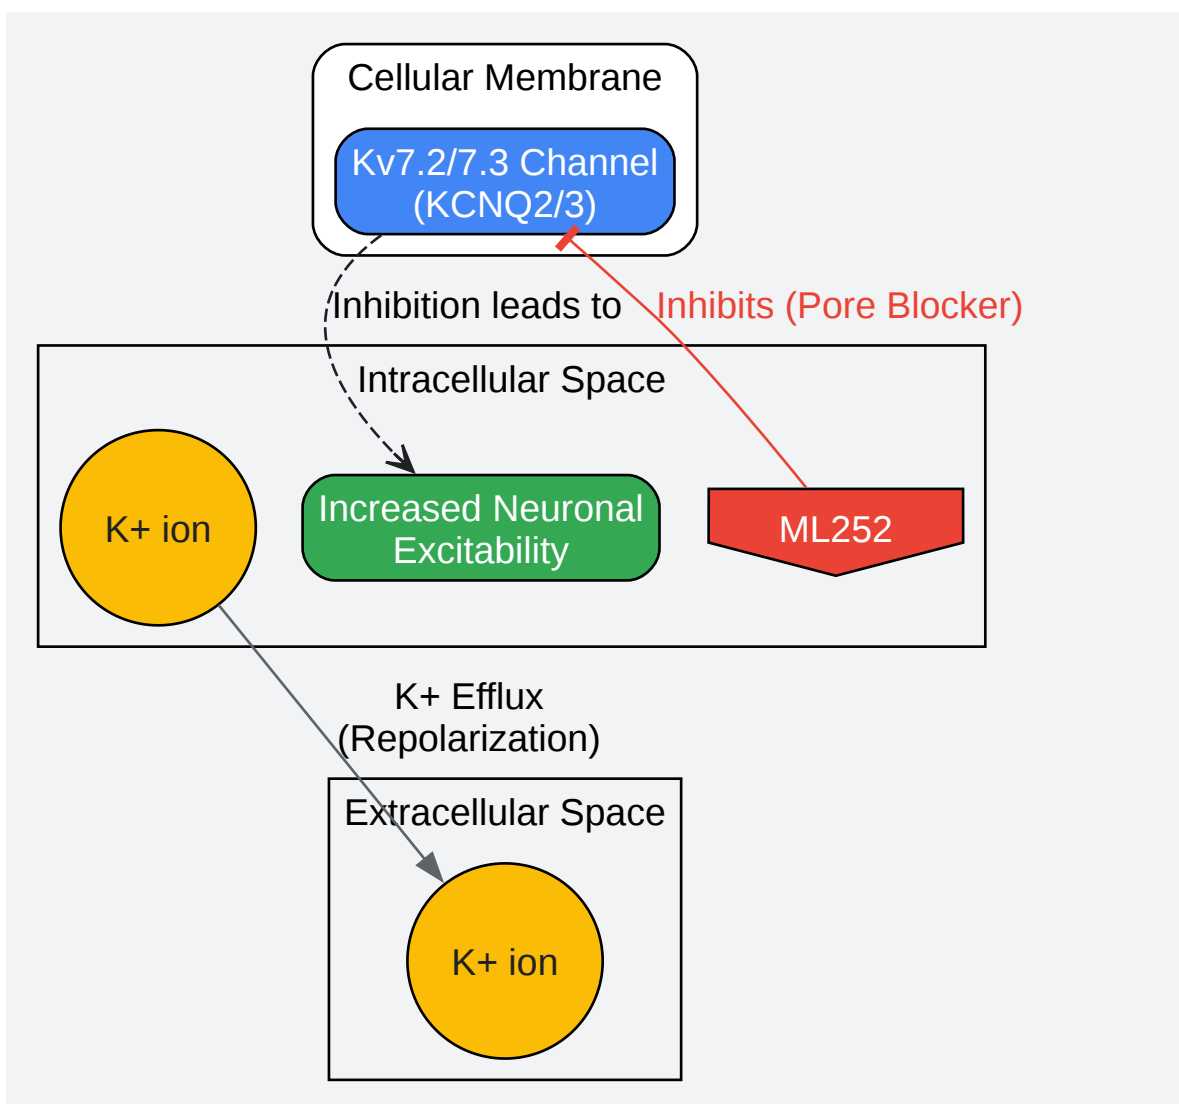 Cellular Membrane
Kv7.2/7.3 Channel
(KCNQ2/3)
Inhibition leads to
Inhibits (Pore Blocker)
Intracellular Space
K+ ion
Increased Neuronal
Excitability
ML252
K+ Efflux
(Repolarization)
Extracellular Space
K+ ion